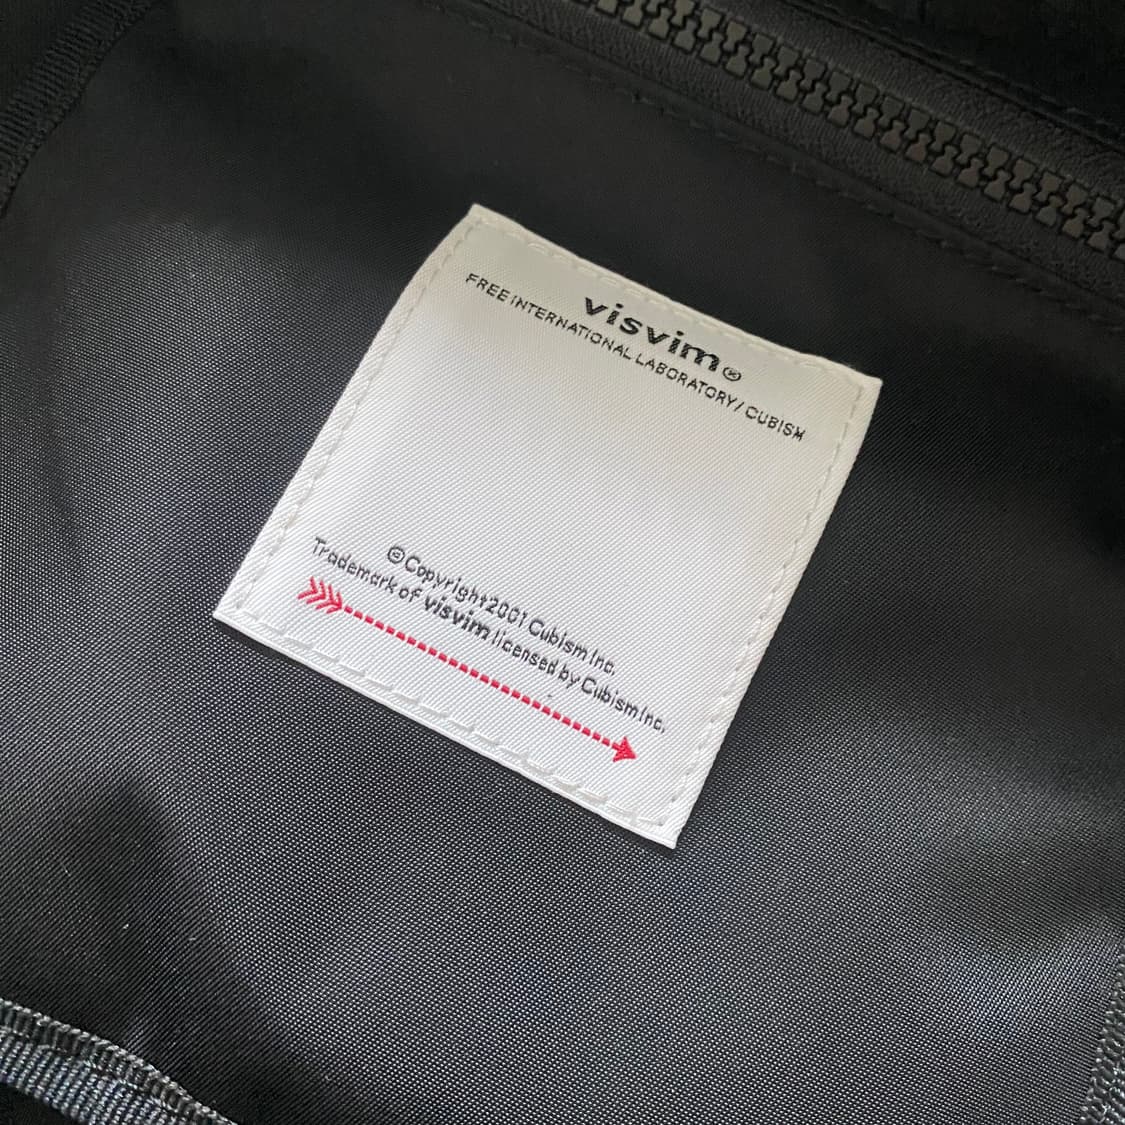 visvim®
FREE INTERNATIONAL LABORATORY/CUBISM
©Copyright2001 Cubism Inc.
Trademark of visvim licensed by Cubism Inc.